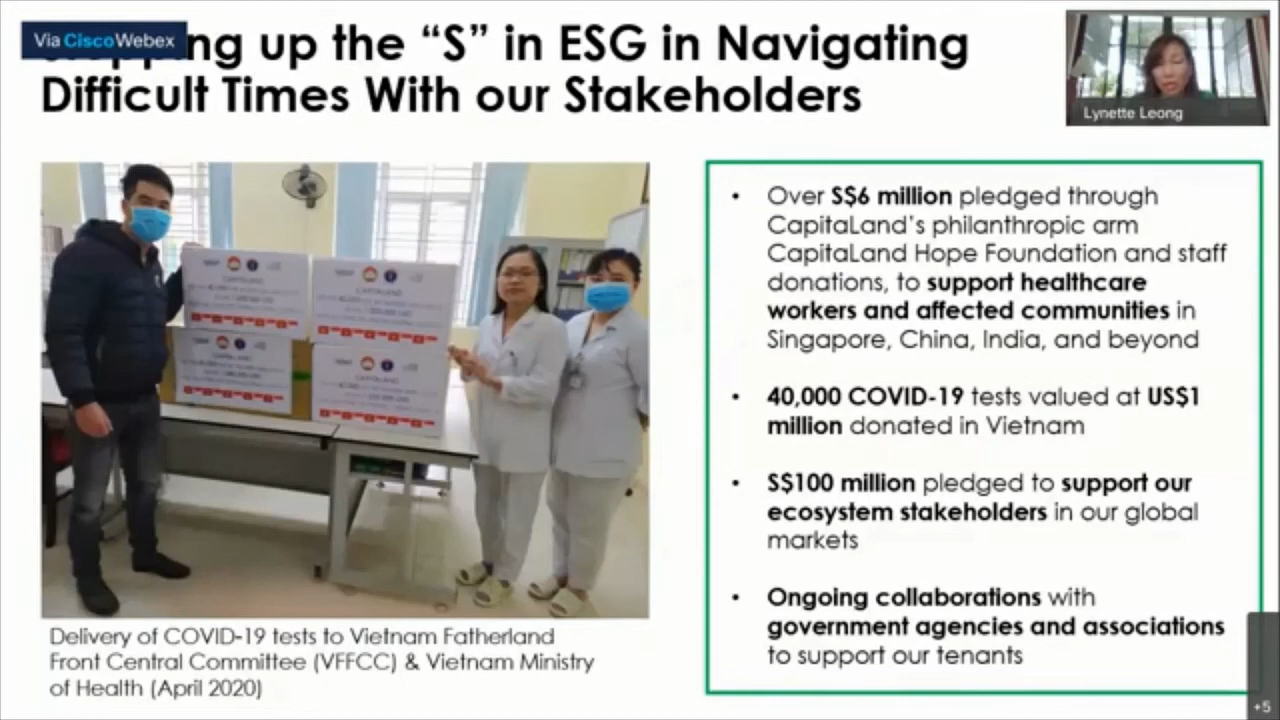 Via Cisco Webex
up the “S” in ESG in Navigating
Difficult Times With our Stakeholders
Lynette Leong
• Over S$6 million pledged through
CapitaLand’s philanthropic arm
CapitaLand Hope Foundation and staff
donations, to support healthcare
workers and affected communities in
Singapore, China, India, and beyond
• 40,000 COVID-19 tests valued at US$1
million donated in Vietnam
• S$100 million pledged to support our
ecosystem stakeholders in our global
markets
• Ongoing collaborations with
government agencies and associations
to support our tenants
CAPITALAND
CAPITALAND
CAPITALAND
CAPITALAND
Delivery of COVID-19 tests to Vietnam Fatherland
Front Central Committee (VFFCC) & Vietnam Ministry
of Health (April 2020)
+5